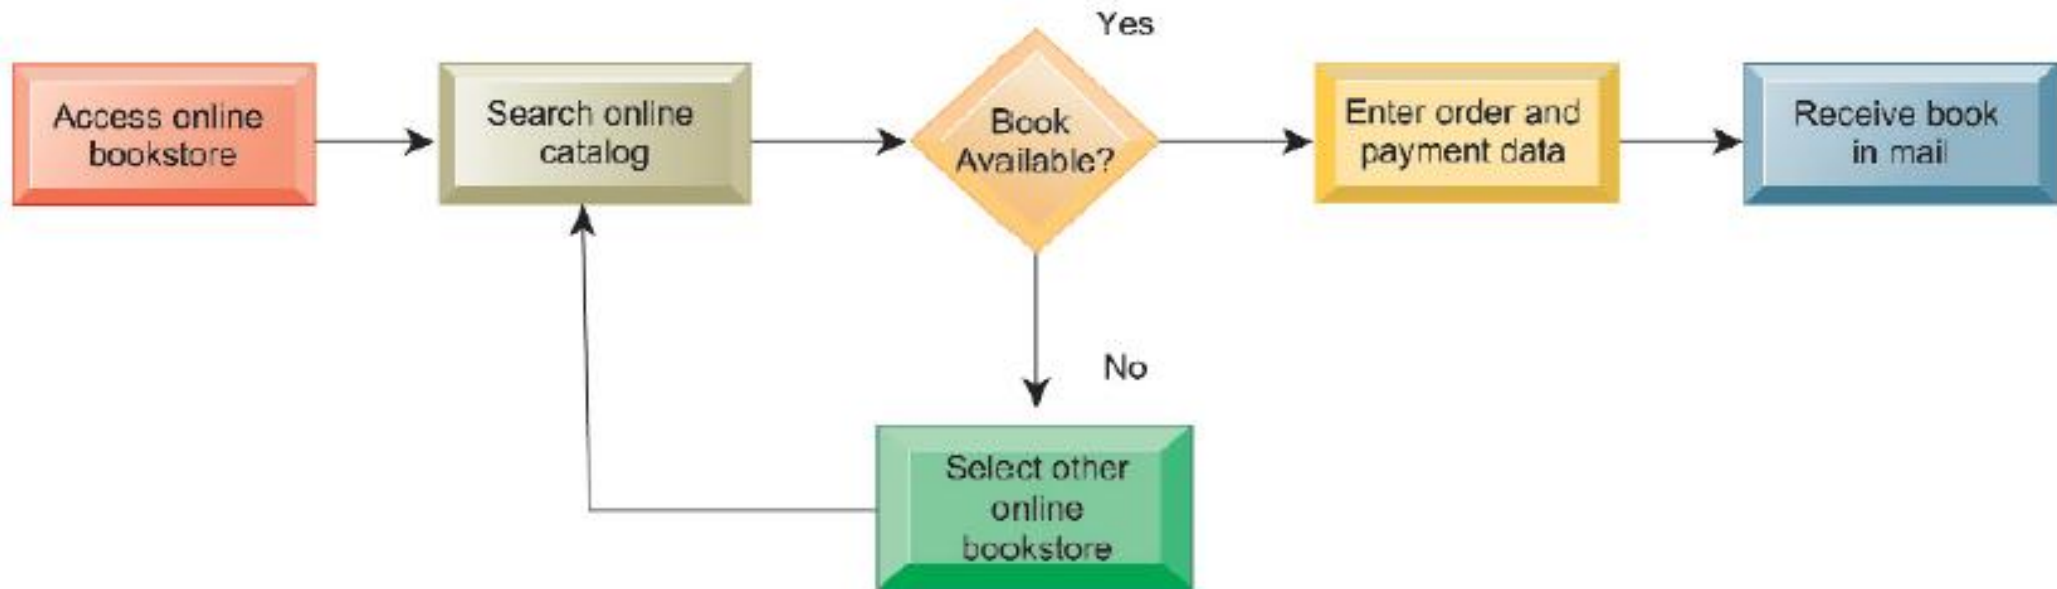 Access online
bookstore
Search online
catalog
Book
Available?
Yes
Enter order and
payment data
Receive book
in mail
No
Select other
online
bookstore